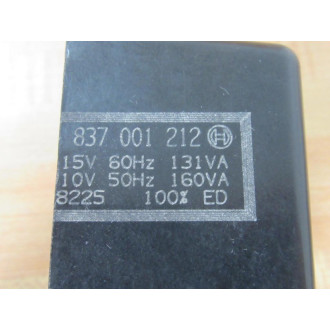 837 001 212
15V 60Hz 131VA
10V 50Hz 160VA
8225 100% ED